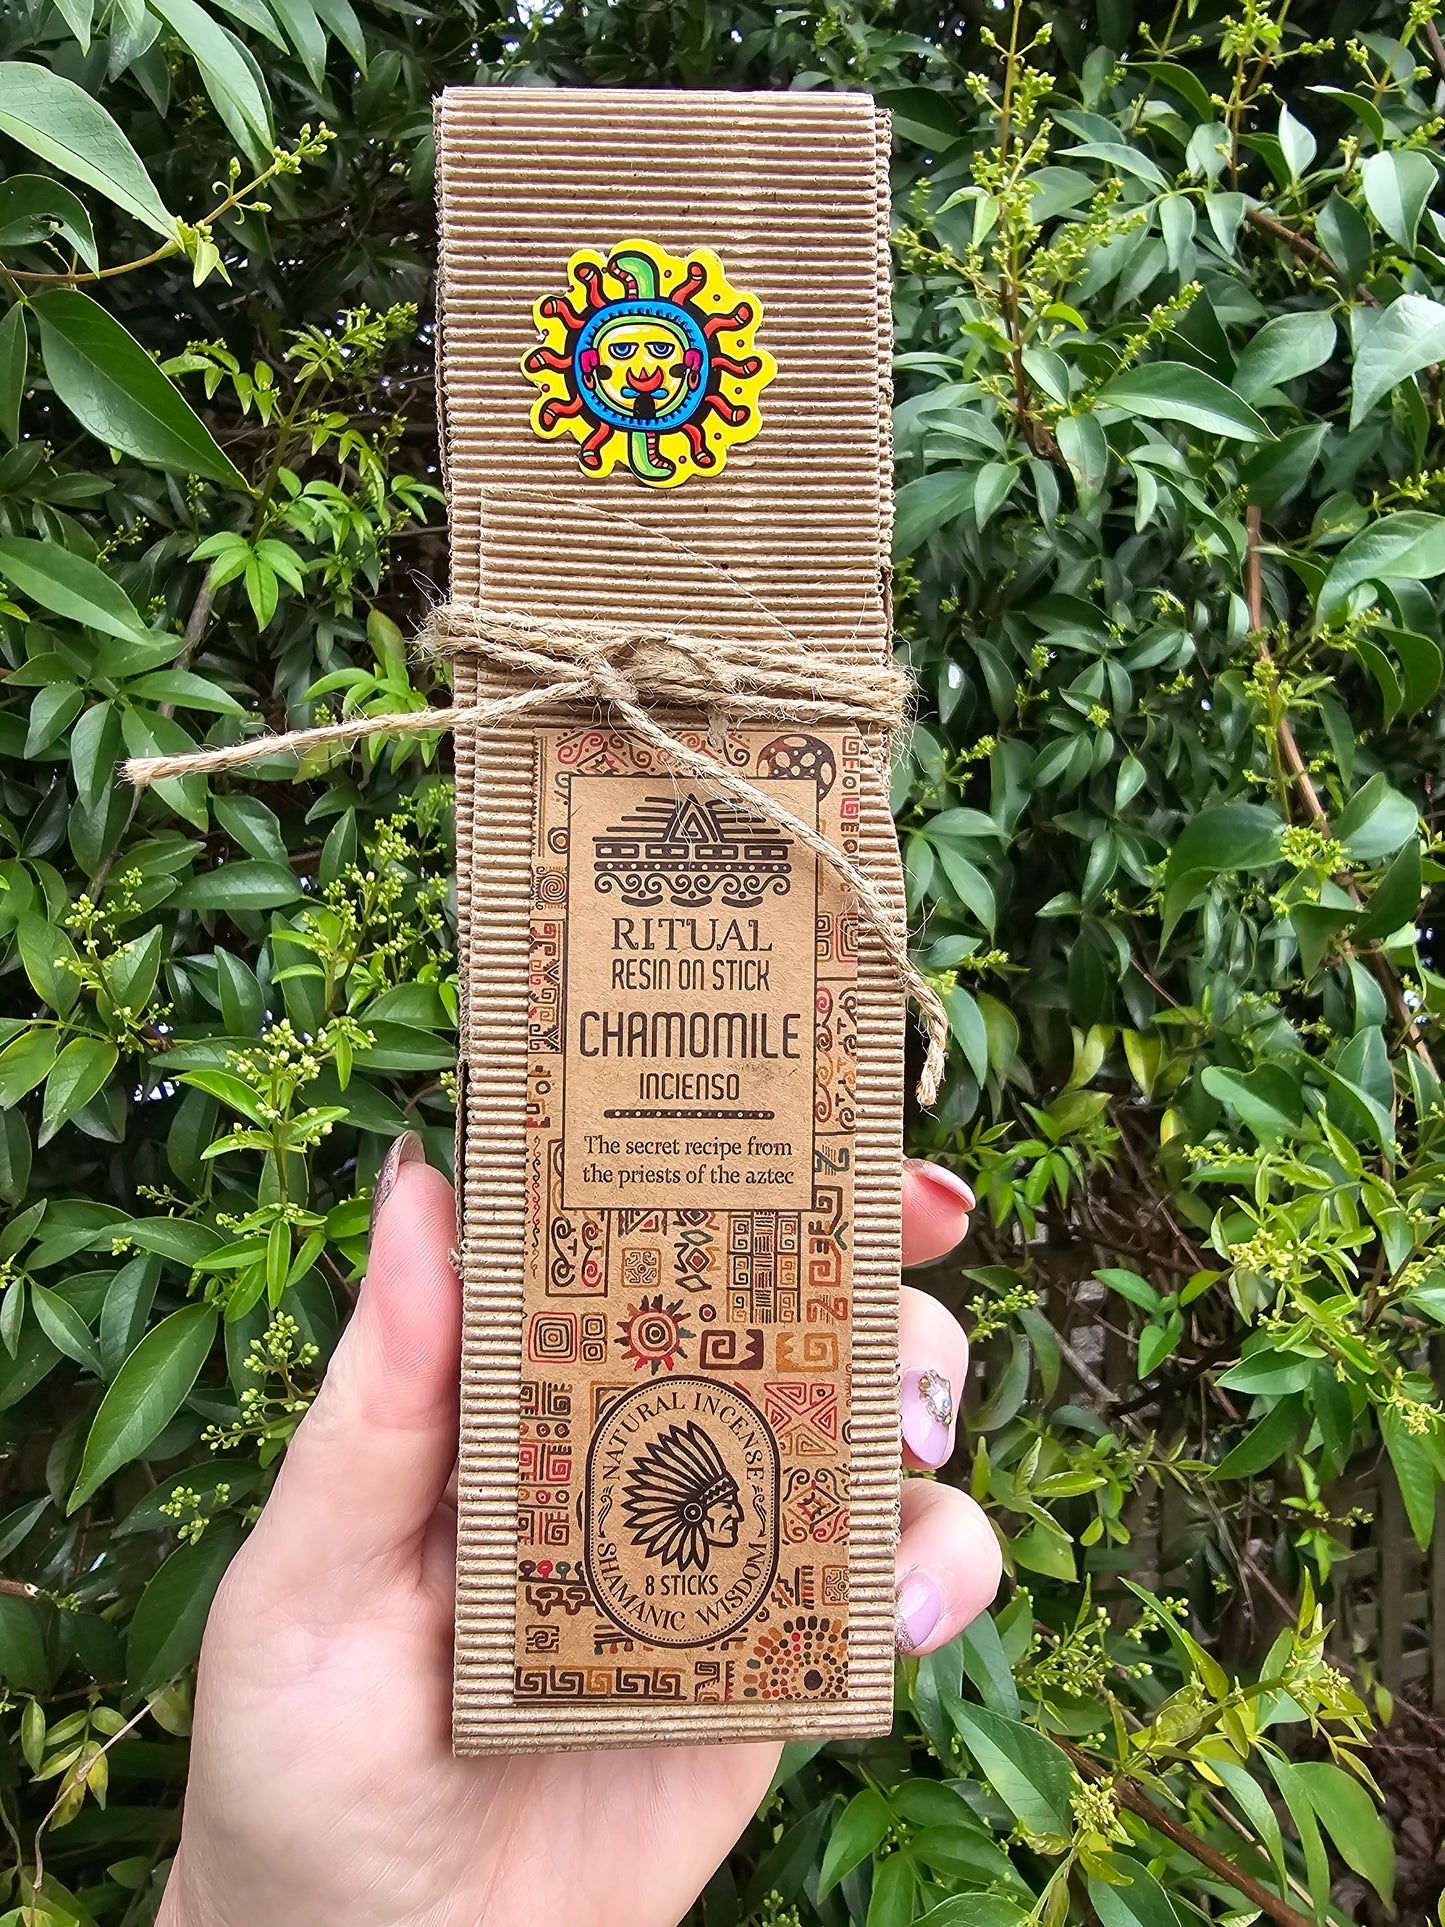 RITUAL
RESIN ON STICK
CHAMOMILE
INCIENSO
The secret recipe from
the priests of the aztec
NATURAL INCENSE
8 STICKS
SHAMANIC WISDOM